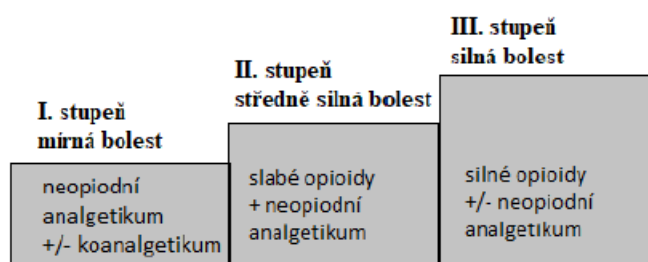 I. stupeň
mírná bolest
neopiodní
analgetikum
+/- koanalgetikum
II. stupeň
středně silná bolest
slabé opioidy
+ neopiodní
analgetikum
III. stupeň
silná bolest
silné opioidy
+/- neopiodní
analgetikum